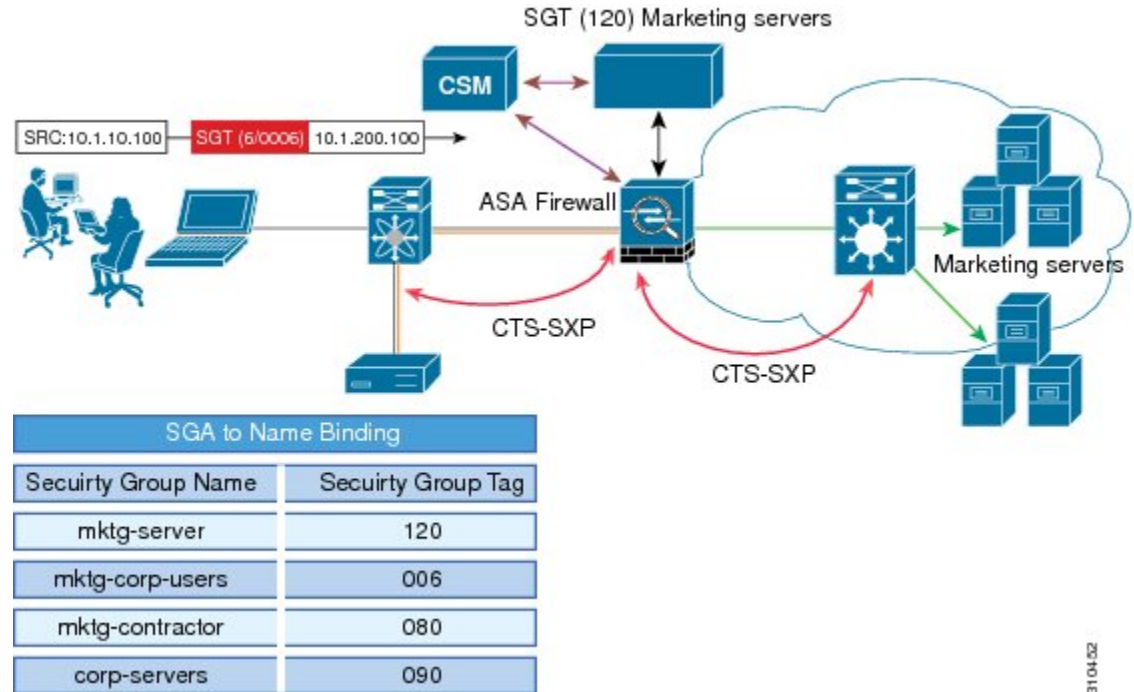 SGT (120) Marketing servers
CSM
SRC:10.1.10.100
SGT (6/0006)
10.1.200.100
ASA Firewall
Marketing servers
CTS-SXP
CTS-SXP
SGA to Name Binding
Secuirty Group Name
Secuirty Group Tag
mktg-server
120
mktg-corp-users
006
mktg-contractor
080
corp-servers
090
310452